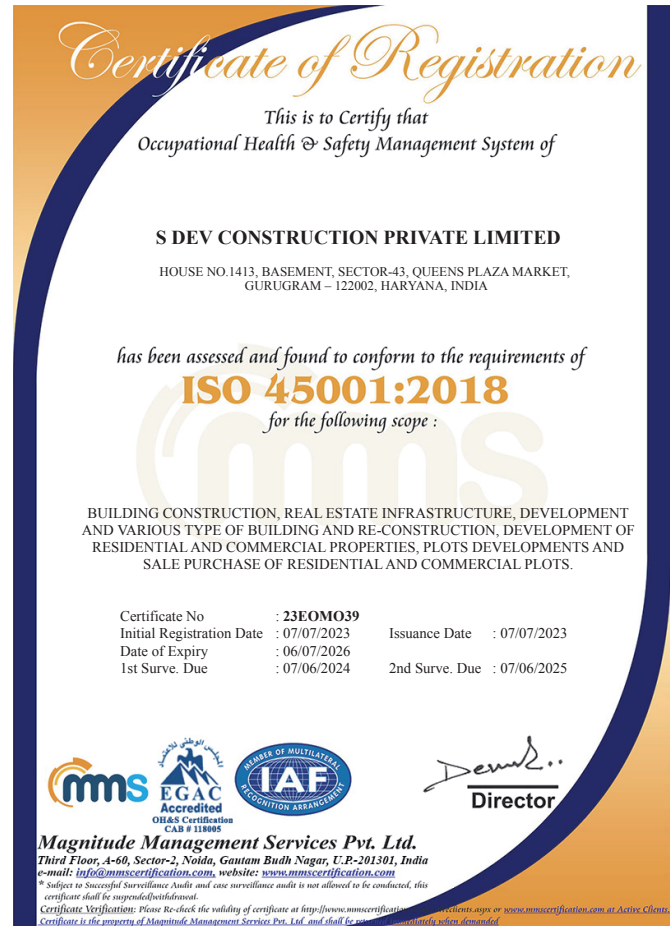 Certificate of Registration
This is to Certify that
Occupational Health & Safety Management System of
S DEV CONSTRUCTION PRIVATE LIMITED
HOUSE NO.1413, BASEMENT, SECTOR-43, QUEENS PLAZA MARKET,
GURUGRAM – 122002, HARYANA, INDIA
has been assessed and found to conform to the requirements of
ISO 45001:2018
for the following scope :
BUILDING CONSTRUCTION, REAL ESTATE INFRASTRUCTURE, DEVELOPMENT
AND VARIOUS TYPE OF BUILDING AND RE-CONSTRUCTION, DEVELOPMENT OF
RESIDENTIAL AND COMMERCIAL PROPERTIES, PLOTS DEVELOPMENTS AND
SALE PURCHASE OF RESIDENTIAL AND COMMERCIAL PLOTS.
Certificate No : 23EOMO39
Initial Registration Date : 07/07/2023 Issuance Date : 07/07/2023
Date of Expiry : 06/07/2026
1st Surve. Due : 07/06/2024 2nd Surve. Due : 07/06/2025
mms
المجلس الوطني للاعتماد
EGAC
Accredited
OH&S Certification
CAB # 118005
MEMBER OF MULTILATERAL
IAF
RECOGNITION ARRANGEMENT
Director
Magnitude Management Services Pvt. Ltd.
Third Floor, A-60, Sector-2, Noida, Gautam Budh Nagar, U.P.-201301, India
e-mail: info@mmscertification.com, website: www.mmscertification.com
* Subject to Successful Surveillance Audit and case surveillance audit is not allowed to be conducted, this
certificate shall be suspended/withdrawal.
Certificate Verification: Please Re-check the validity of certificate at http://www.mmscertification. or www.mmscertification.com at Active Clients.
Certificate is the property of Magnitude Management Services Pvt. Ltd and shall be immediately when demanded